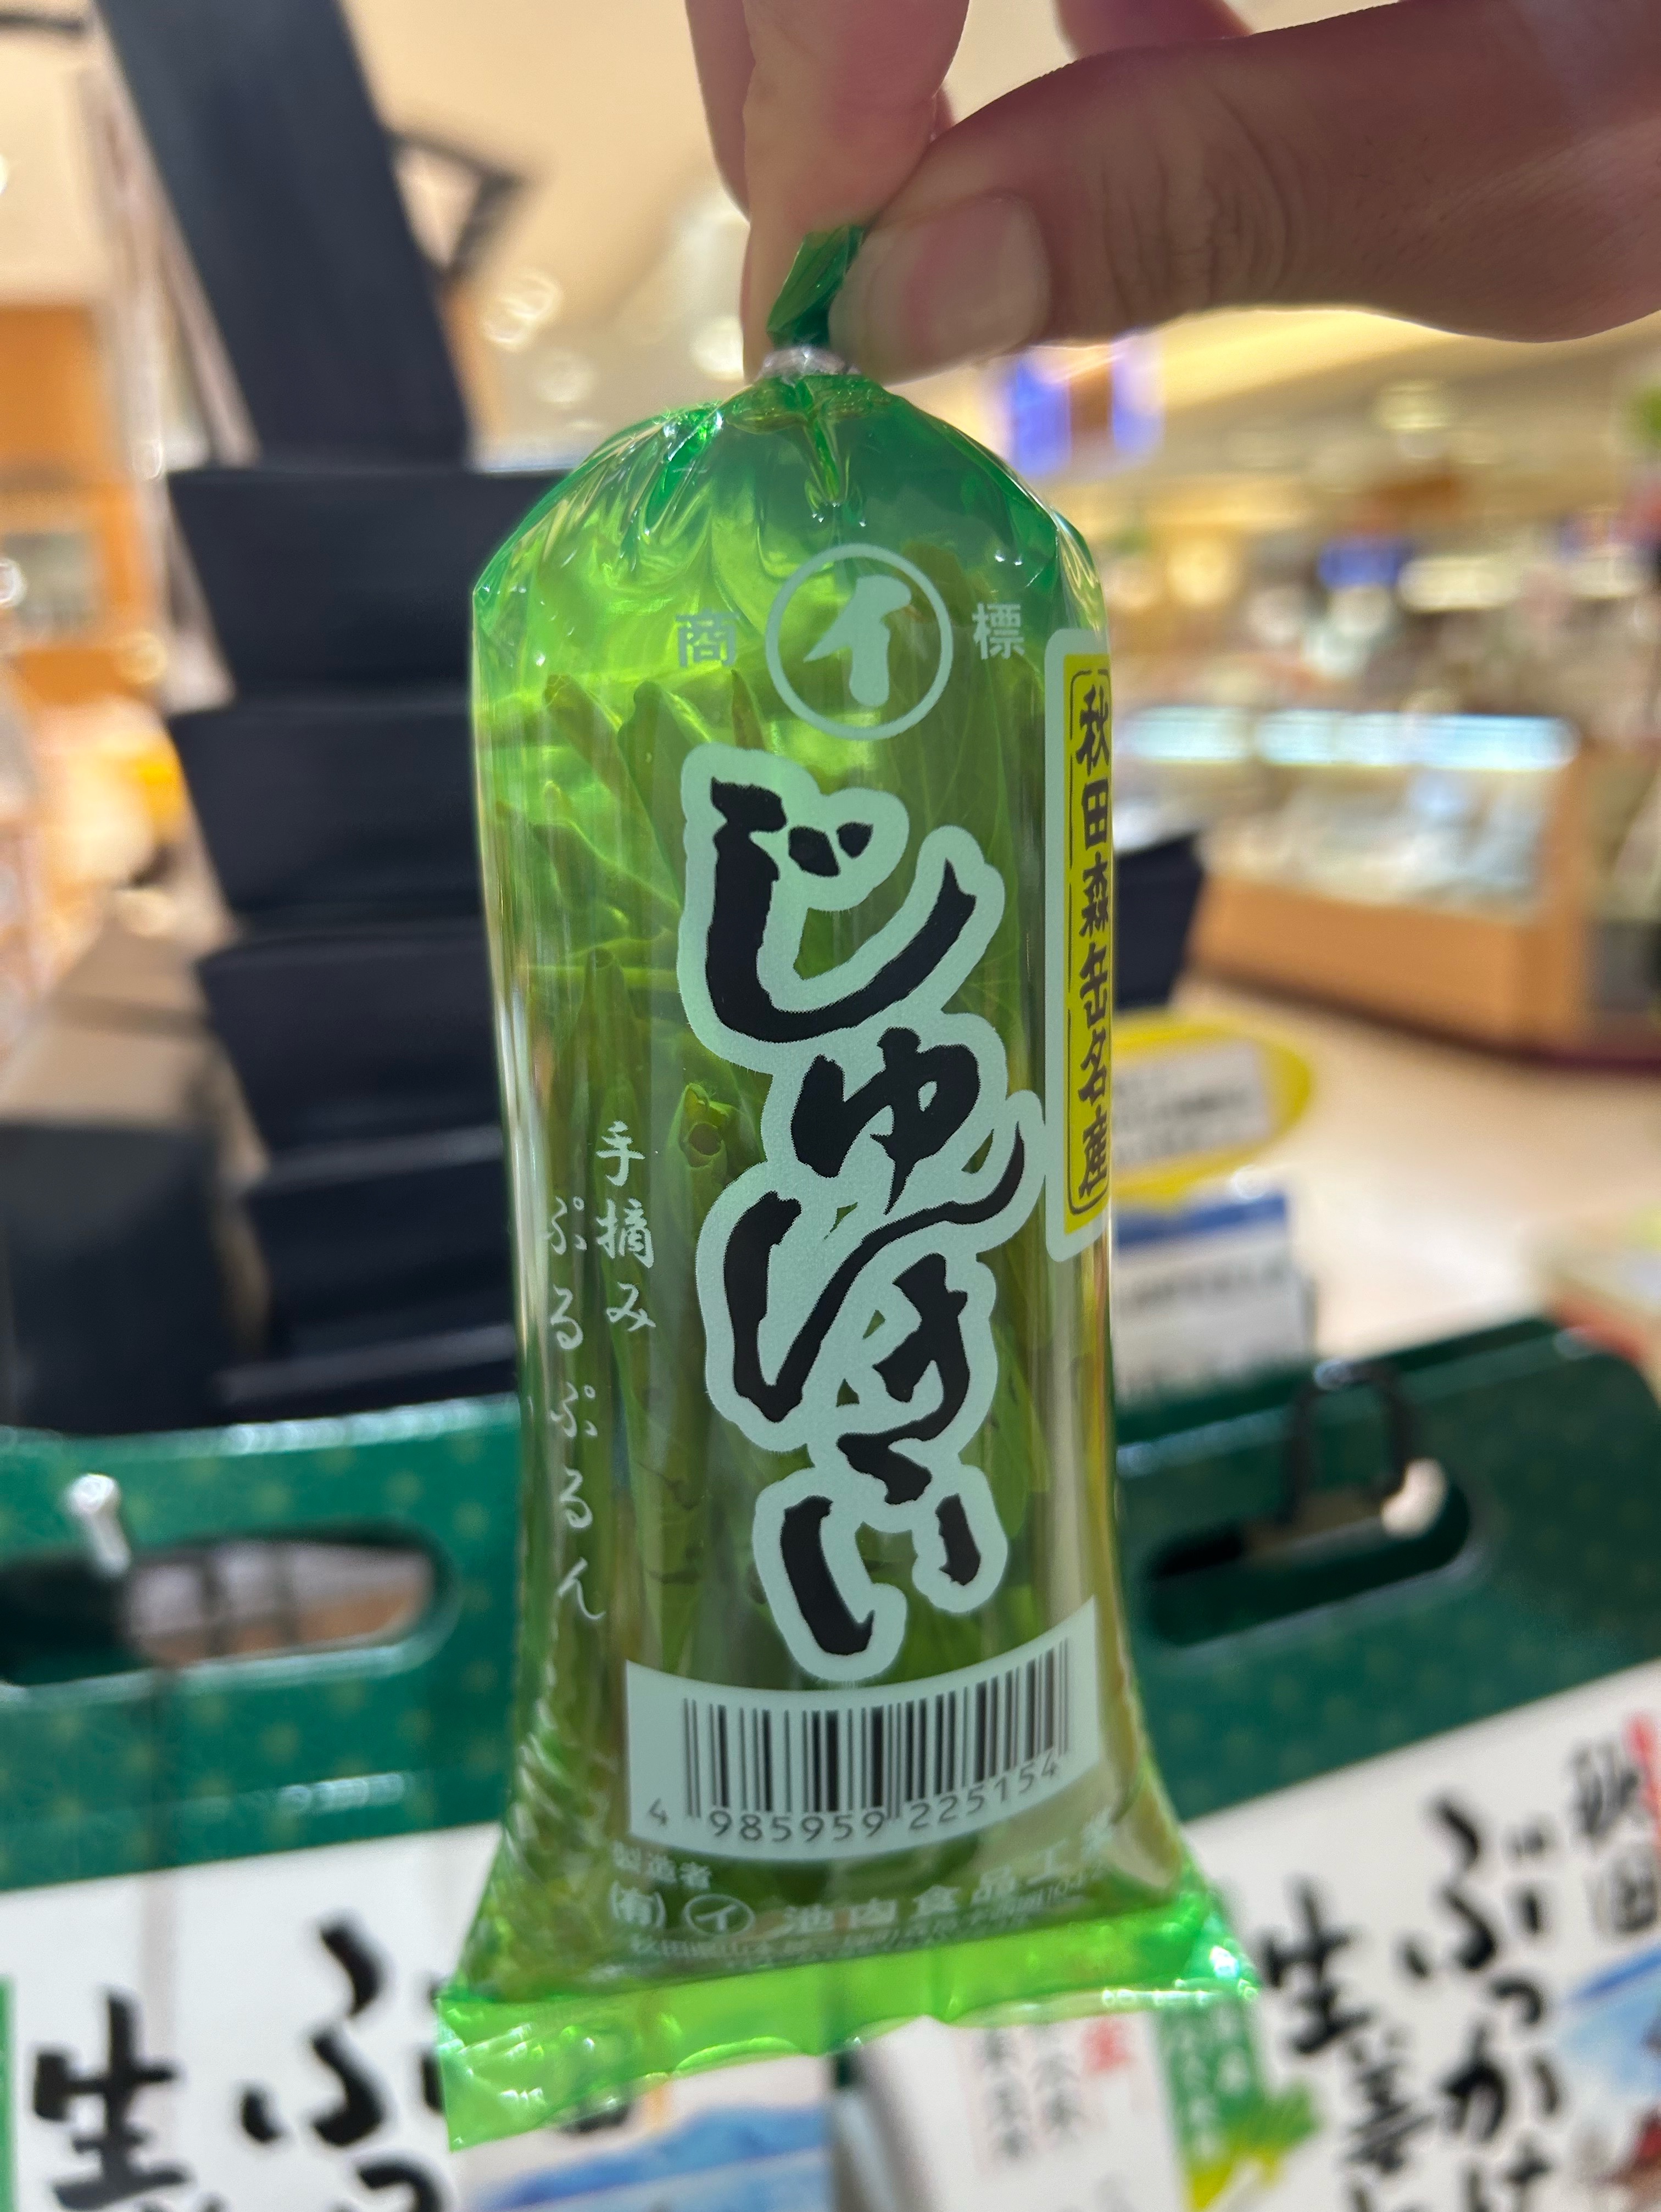 商 イ 標
秋田森岳名産
じゅんさい
手摘み
ぷるぷるん
4 985959 225154
製造者
(有) イ 池内食品工業
生
ぶっかけ
生